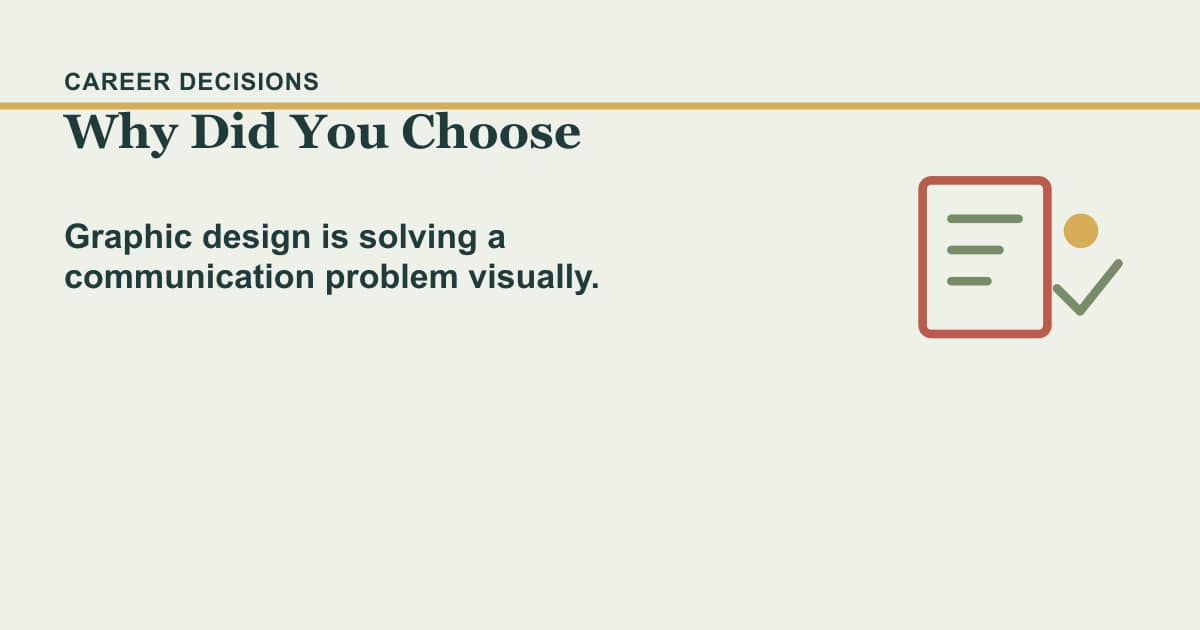 CAREER DECISIONS
Why Did You Choose
Graphic design is solving a
communication problem visually.